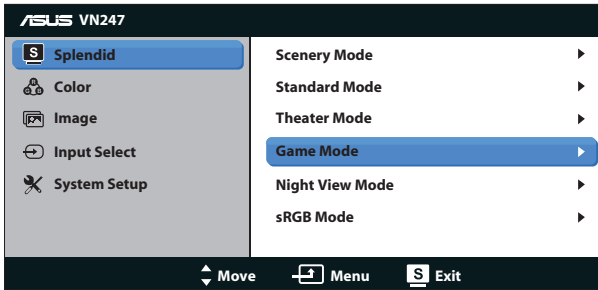 ASUS VN247
S Splendid
Color
Image
Input Select
System Setup
Scenery Mode
Standard Mode
Theater Mode
Game Mode
Night View Mode
sRGB Mode
Move Menu S Exit